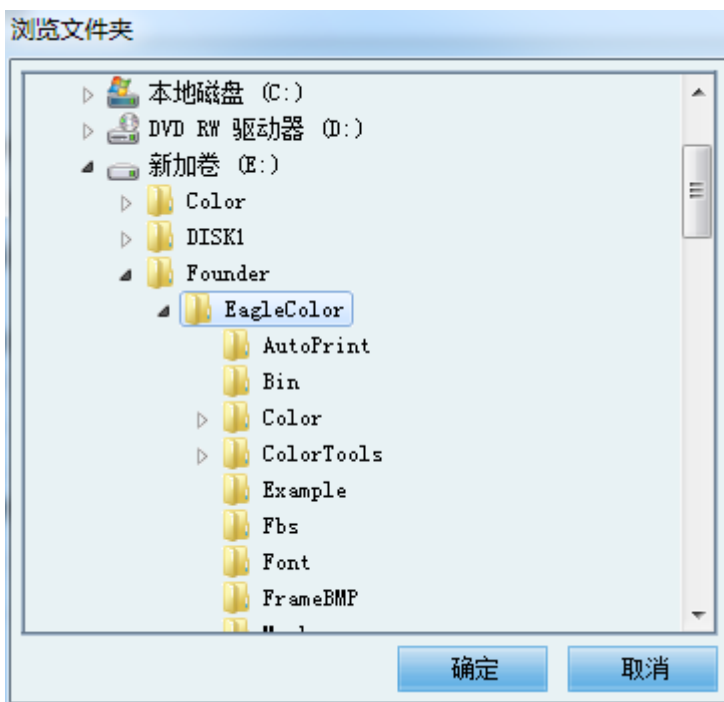 浏览文件夹
本地磁盘 (C:)
DVD RW 驱动器 (D:)
新加卷 (E:)
Color
DISK1
Founder
EagleColor
AutoPrint
Bin
Color
ColorTools
Example
Fbs
Font
FrameBMP
确定 取消